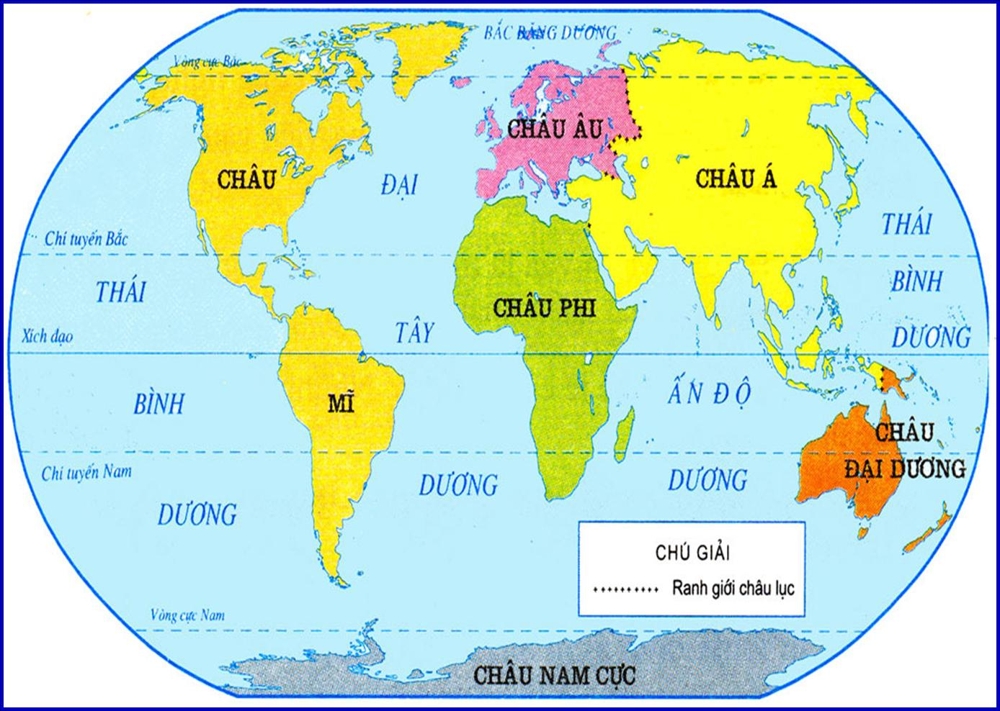 BẮC BĂNG DƯƠNG
Vòng cực Bắc
CHÂU ÂU
CHÂU
ĐẠI
CHÂU Á
THÁI
Chí tuyến Bắc
BÌNH
THÁI
CHÂU PHI
TÂY
DƯƠNG
Xích đạo
ẤN ĐỘ
BÌNH
MĨ
CHÂU
ĐẠI DƯƠNG
Chí tuyến Nam
DƯƠNG
DƯƠNG
DƯƠNG
CHÚ GIẢI
Ranh giới châu lục
Vòng cực Nam
CHÂU NAM CỰC